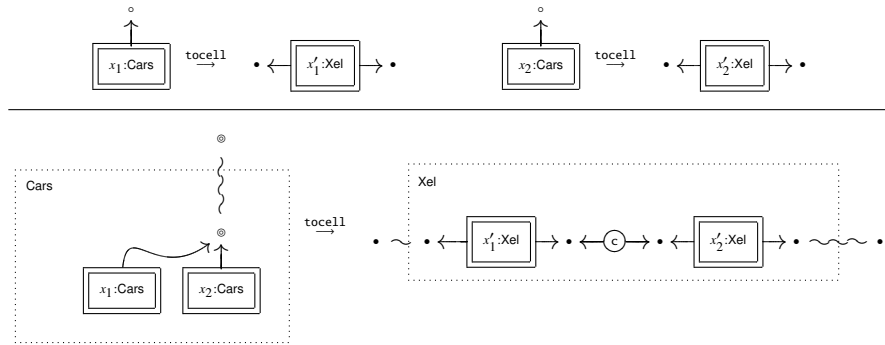 x₁:Cars tocell x′₁:Xel x₂:Cars tocell x′₂:Xel
Cars tocell Xel
x′₁:Xel c x′₂:Xel
x₁:Cars x₂:Cars